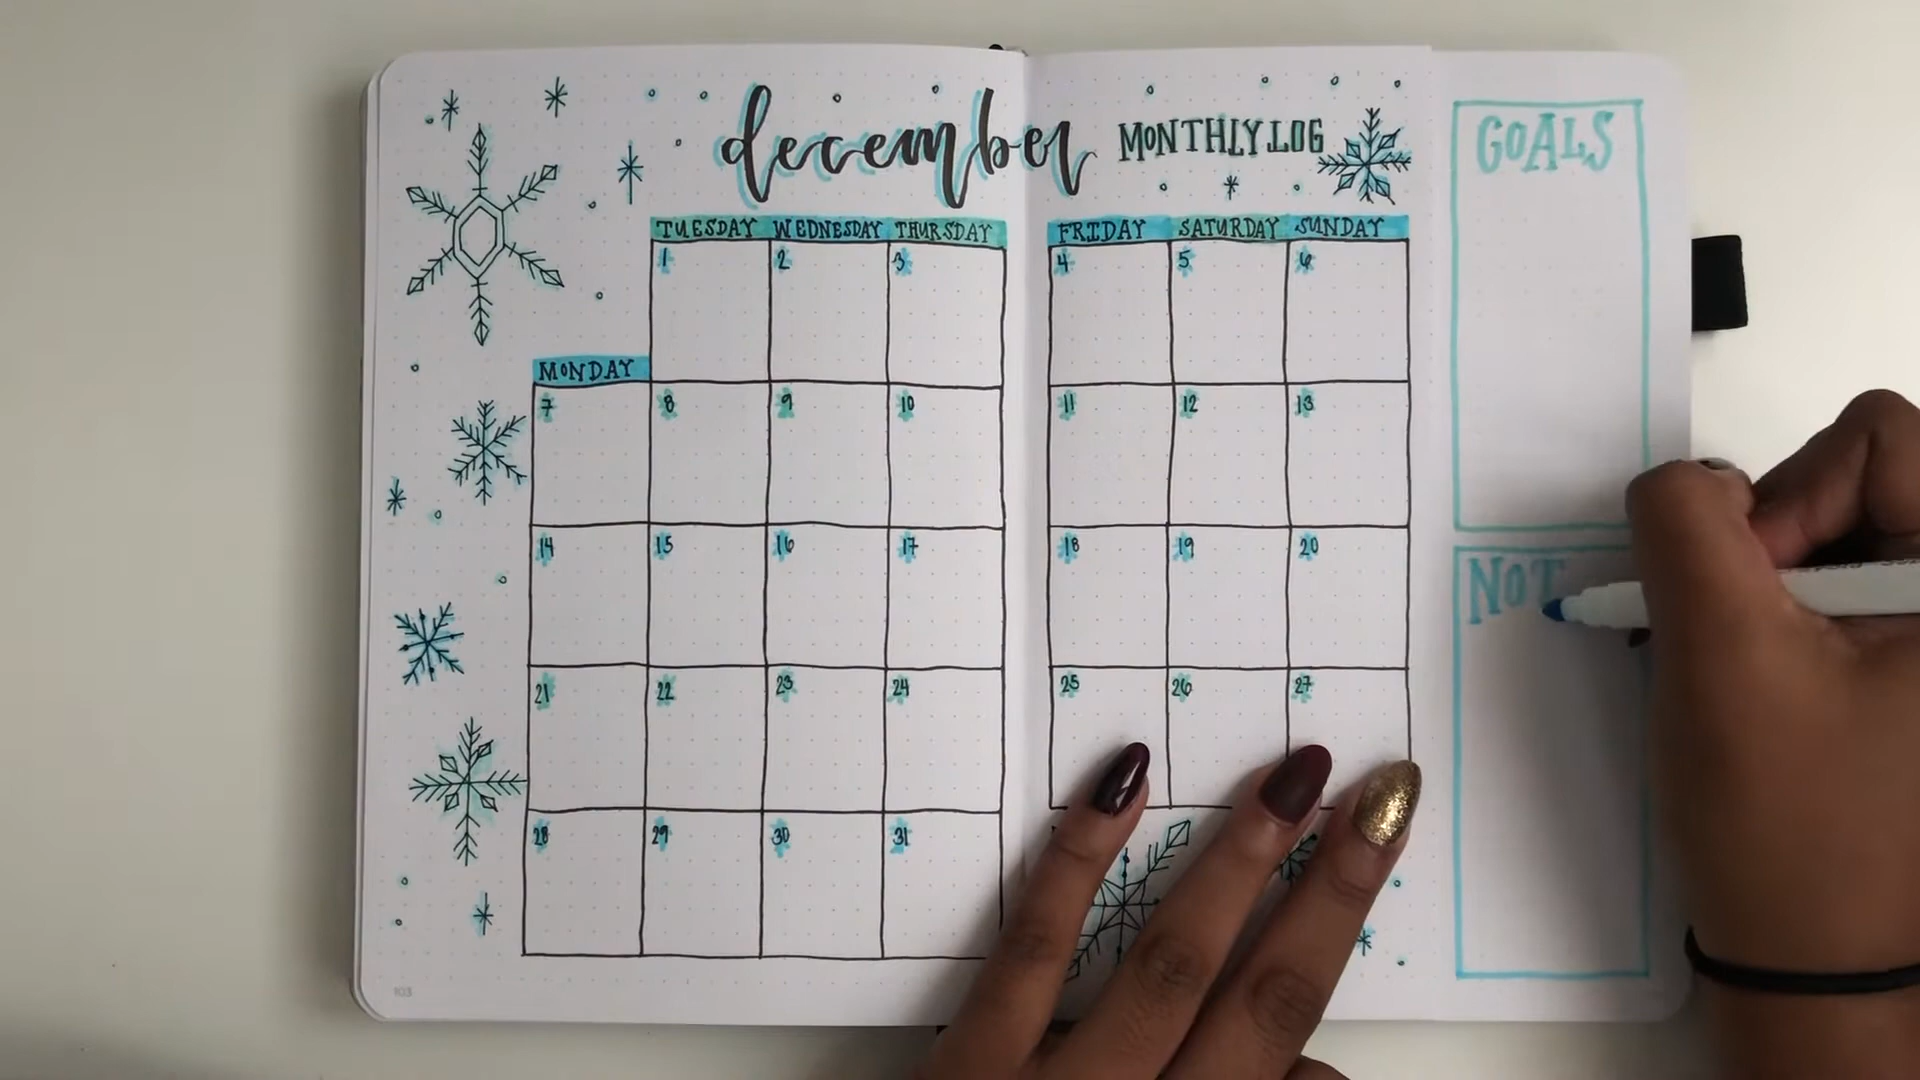 december MONTHLY LOG
TUESDAY WEDNESDAY THURSDAY FRIDAY SATURDAY SUNDAY
1 2 3 4 5 6
MONDAY
7 8 9 10 11 12 13
14 15 16 17 18 19 20
21 22 23 24 25 26 27
28 29 30 31
103
GOALS
NOT